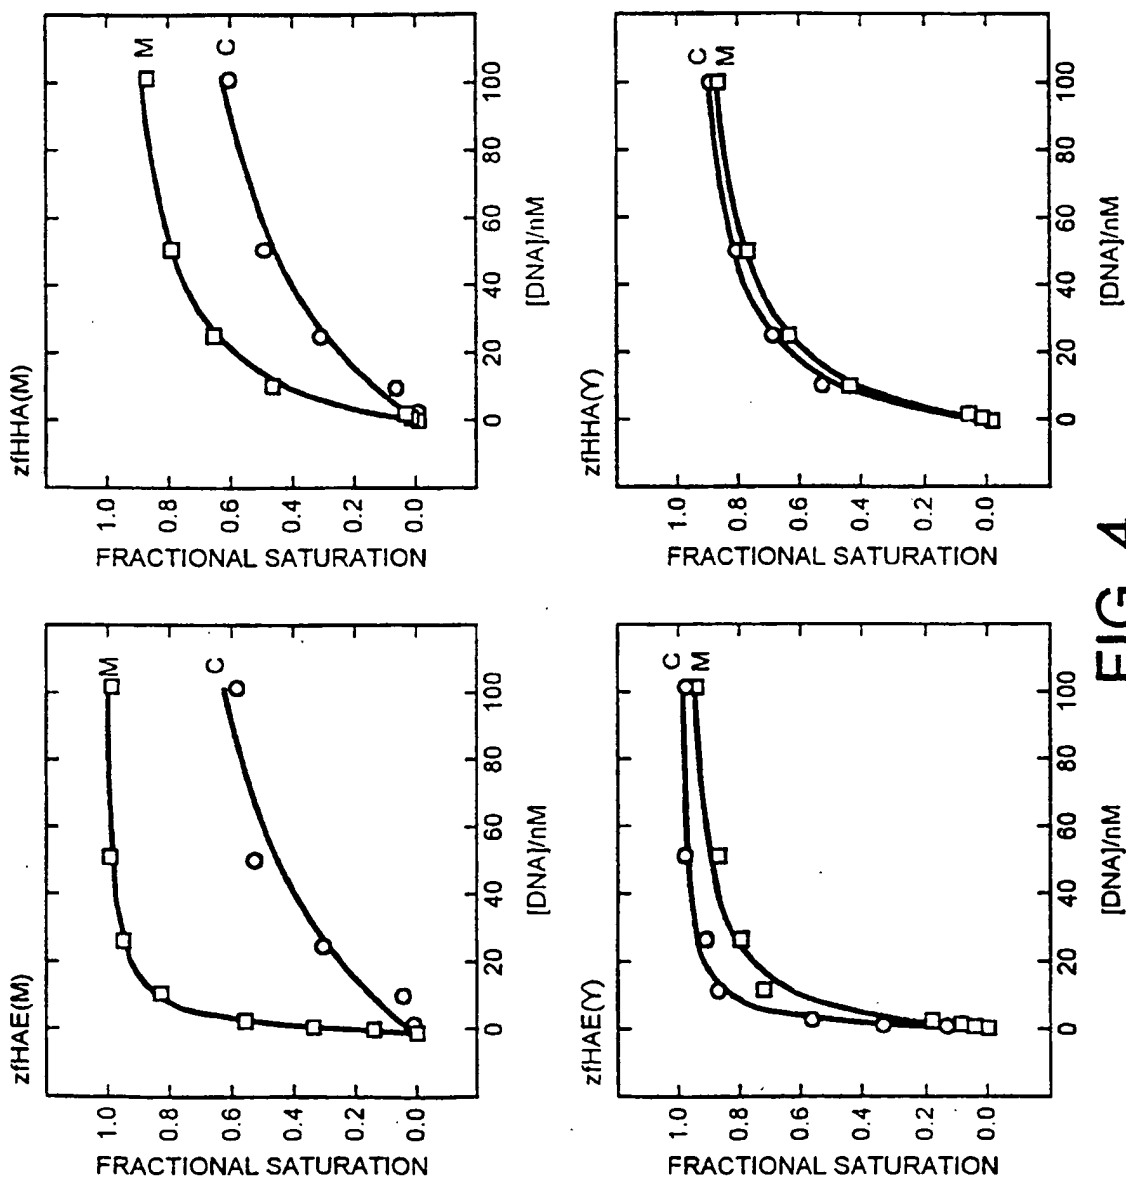 zfHAE(M)
FRACTIONAL SATURATION
1.0
0.8
0.6
0.4
0.2
0.0
0
20
40
60
80
100
[DNA]/nM
M
C
zfHHA(M)
FRACTIONAL SATURATION
1.0
0.8
0.6
0.4
0.2
0.0
0
20
40
60
80
100
[DNA]/nM
M
C
zfHAE(Y)
FRACTIONAL SATURATION
1.0
0.8
0.6
0.4
0.2
0.0
0
20
40
60
80
100
[DNA]/nM
C
M
zfHHA(Y)
FRACTIONAL SATURATION
1.0
0.8
0.6
0.4
0.2
0.0
0
20
40
60
80
100
[DNA]/nM
C
M
FIG. 4